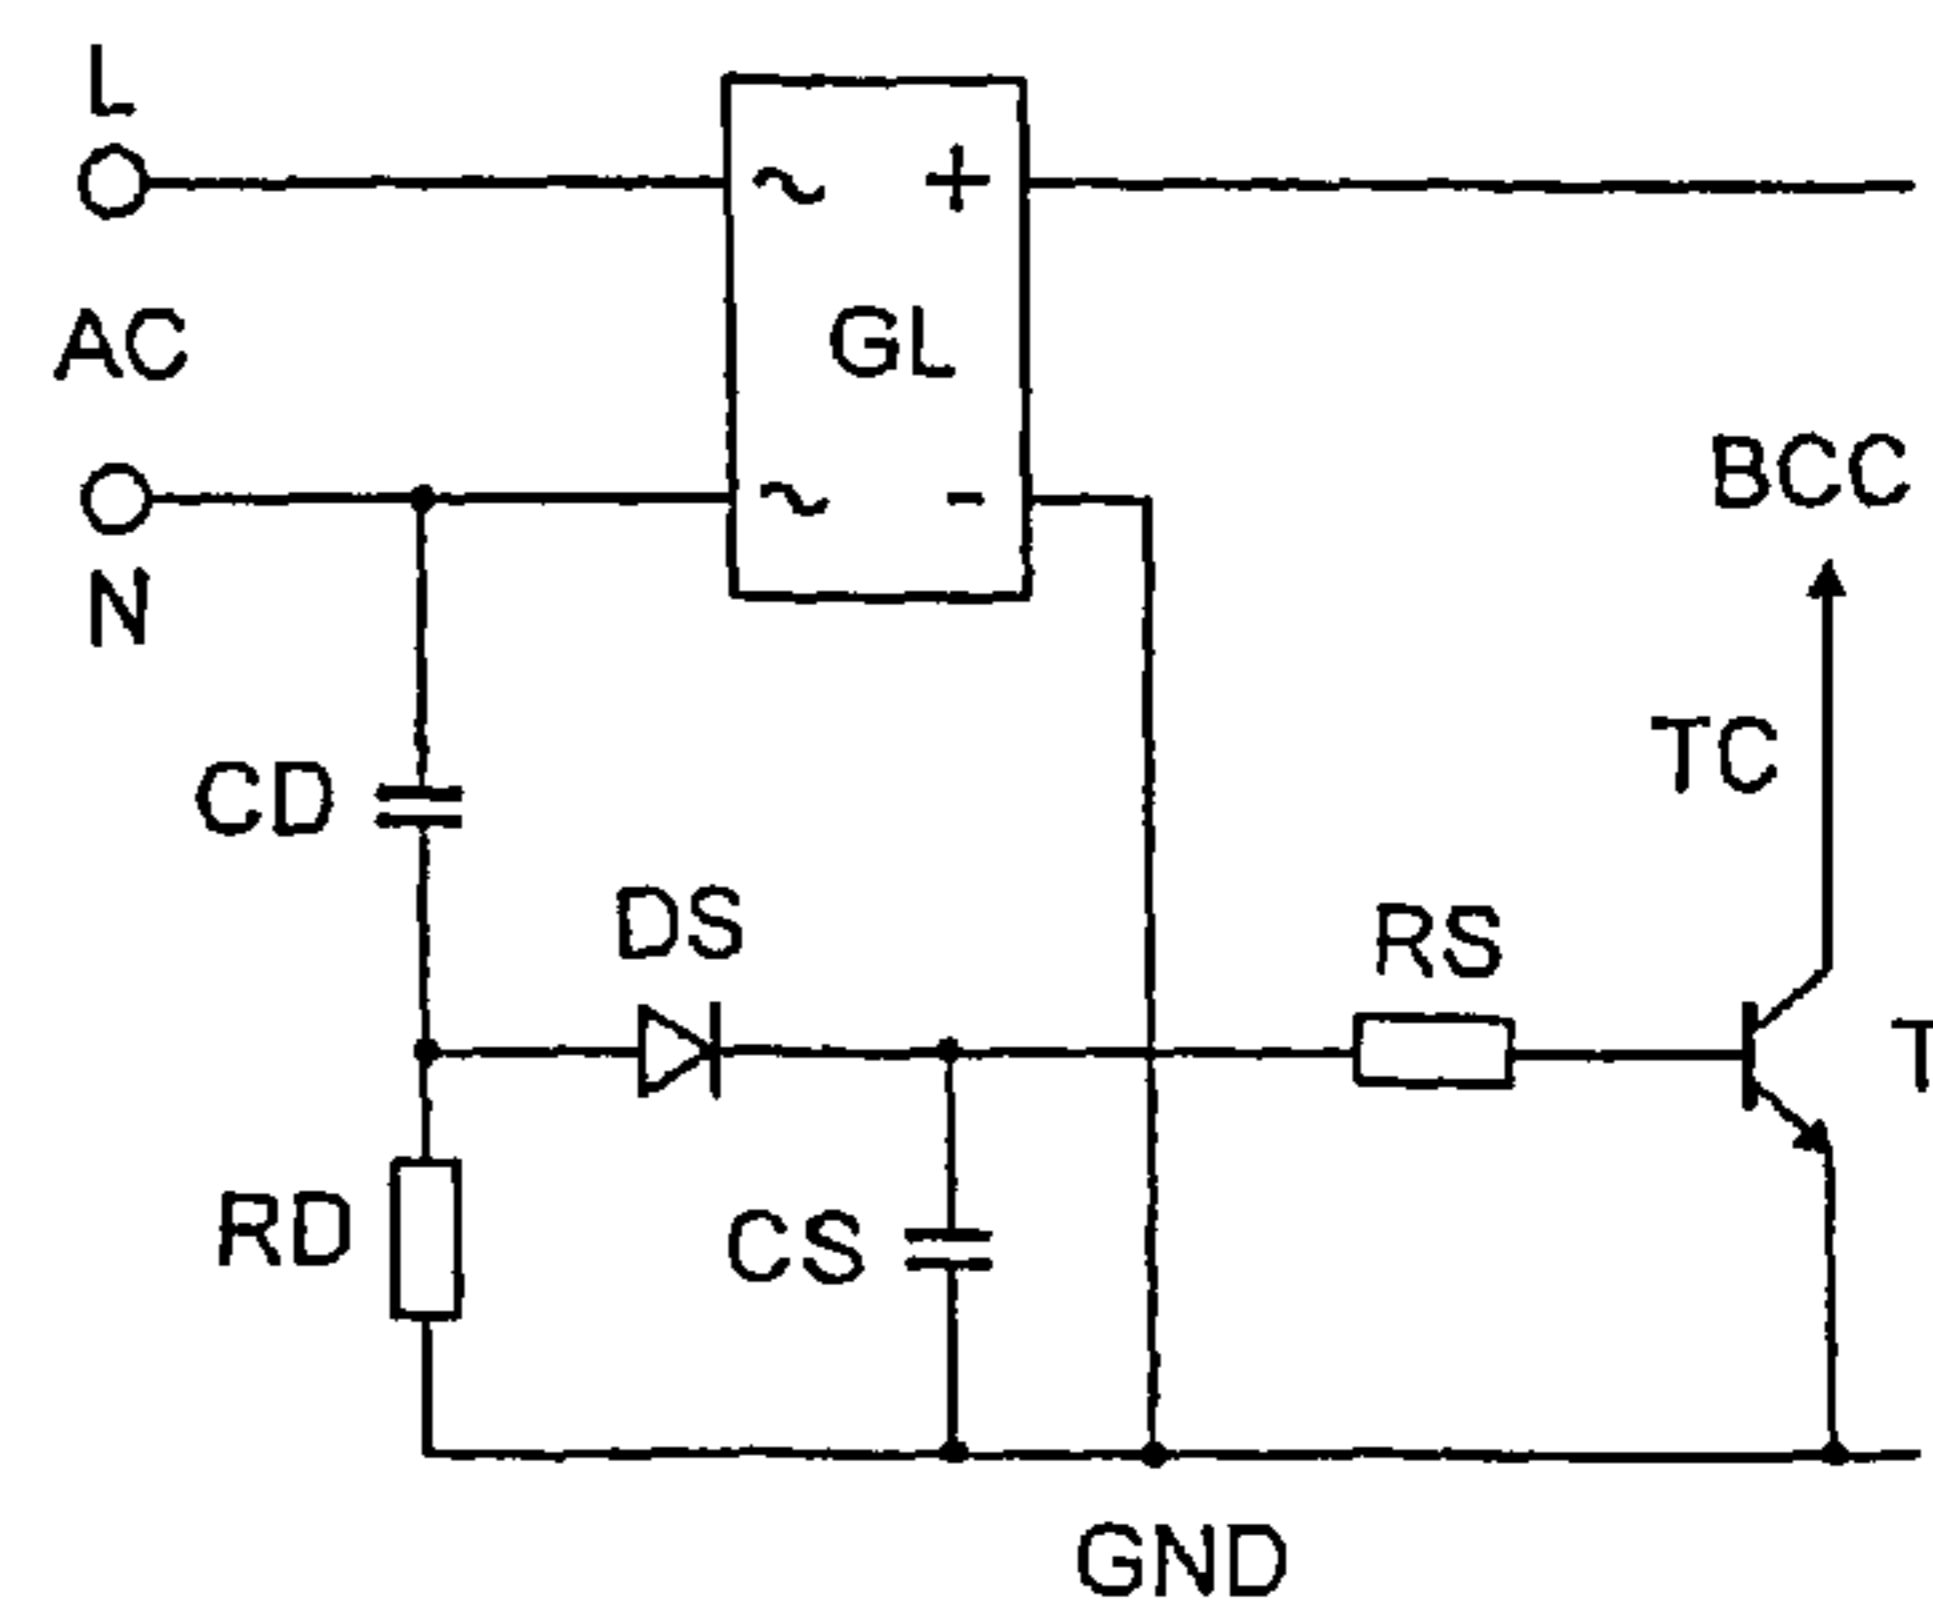 L
~ +
AC
GL
~ -
N
BCC
TC
CD
DS
RS
T
RD
CS
GND